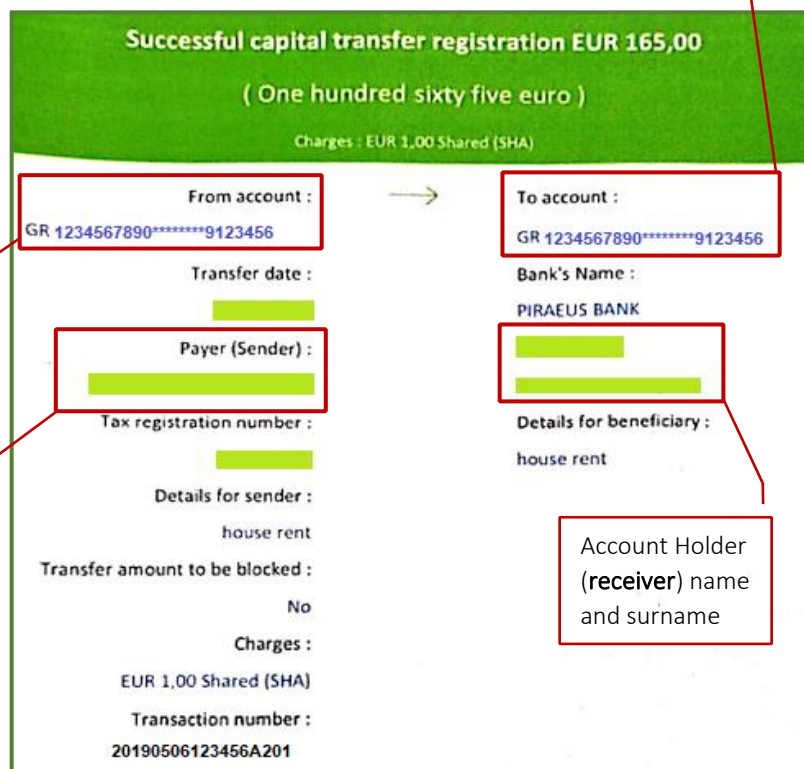 Successful capital transfer registration EUR 165,00
( One hundred sixty five euro )
Charges : EUR 1,00 Shared (SHA)
From account :
GR 1234567890********9123456
Transfer date :
Payer (Sender) :
Tax registration number :
Details for sender :
house rent
Transfer amount to be blocked :
No
Charges :
EUR 1,00 Shared (SHA)
Transaction number :
20190506123456A201
To account :
GR 1234567890********9123456
Bank's Name :
PIRAEUS BANK
Details for beneficiary :
house rent
Account Holder
(receiver) name
and surname